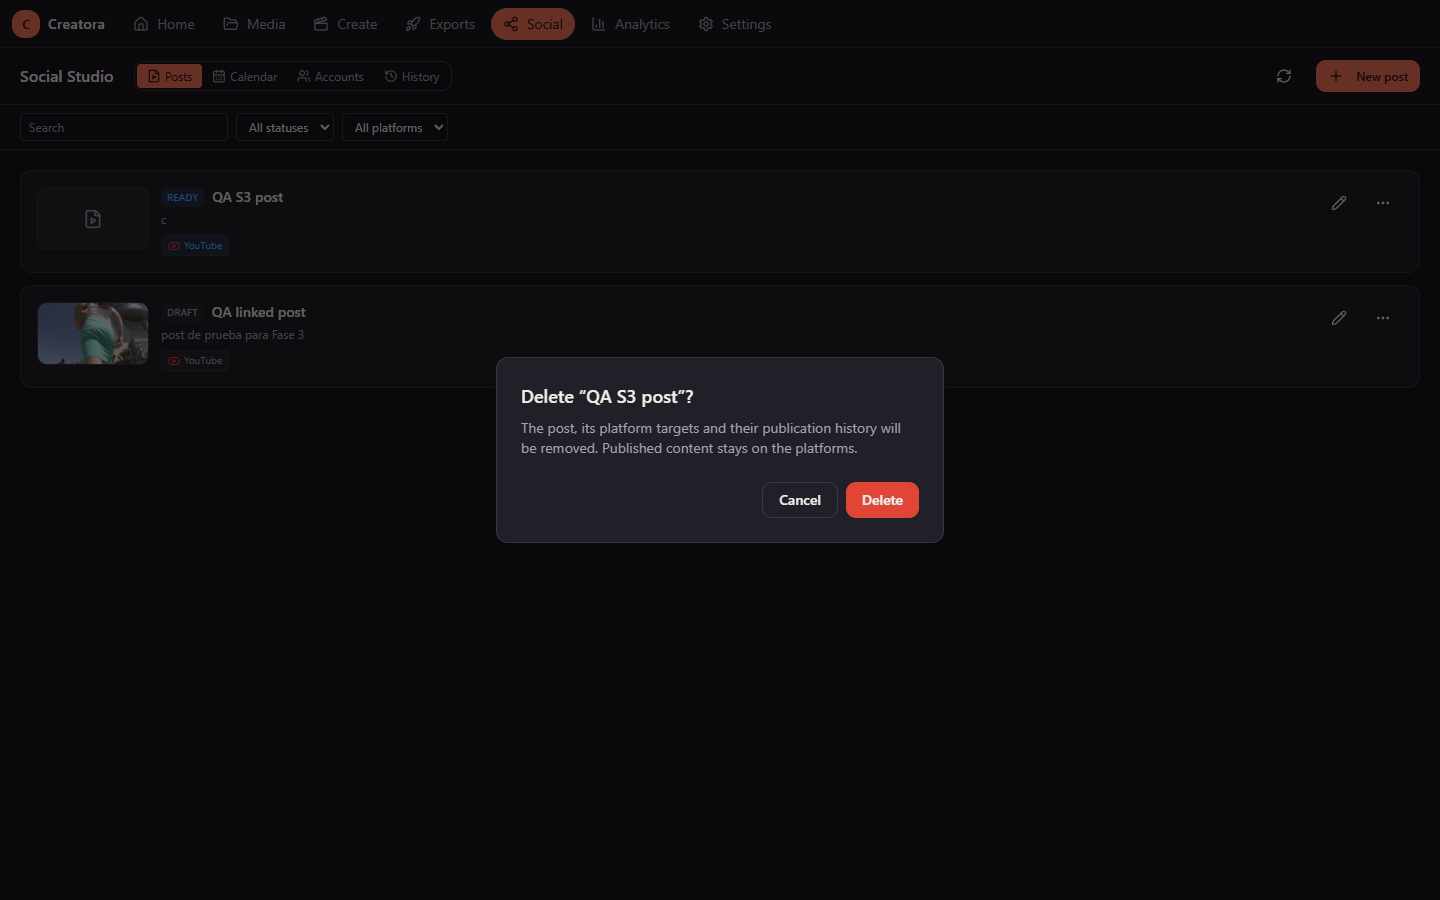 C Creatora Home Media Create Exports Social Analytics Settings
Social Studio Posts Calendar Accounts History New post
Search All statuses All platforms
READY QA S3 post
c
YouTube
DRAFT QA linked post
post de prueba para Fase 3
YouTube
Delete “QA S3 post”?
The post, its platform targets and their publication history will
be removed. Published content stays on the platforms.
Cancel Delete